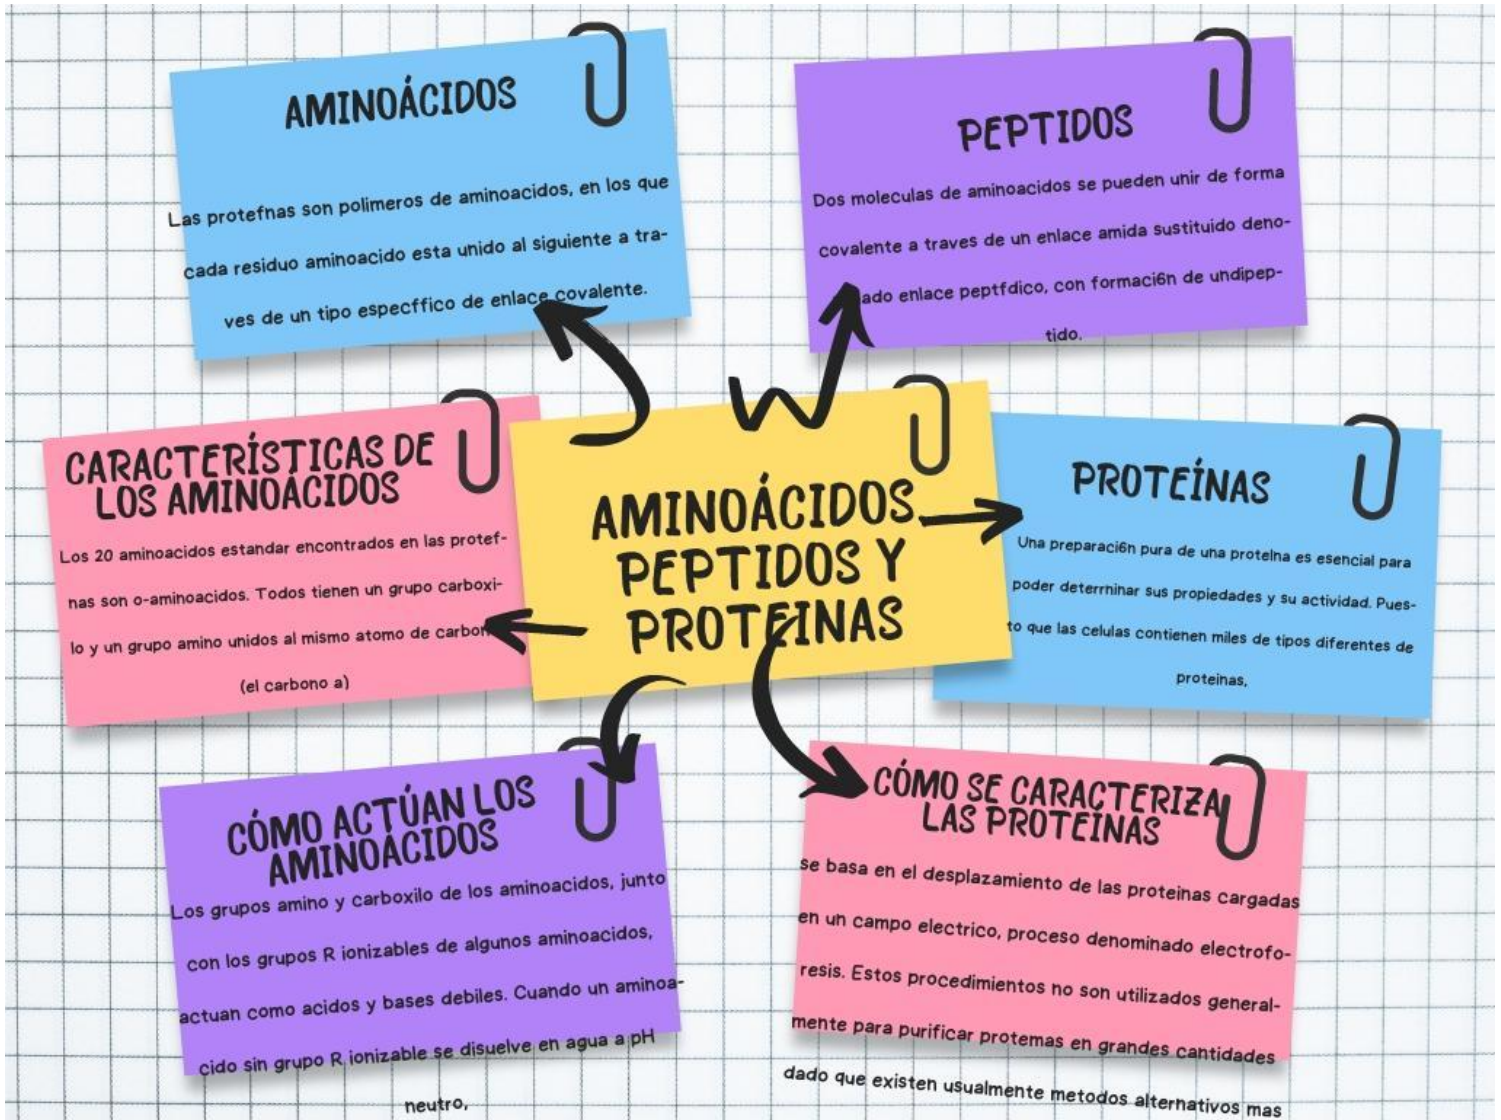 AMINOÁCIDOS
Las protefnas son polimeros de aminoacidos, en los que
cada residuo aminoacido esta unido al siguiente a tra-
ves de un tipo especffico de enlace covalente.
PEPTIDOS
Dos moleculas de aminoacidos se pueden unir de forma
covalente a traves de un enlace amida sustituido deno-
ado enlace peptfdico, con formaci6n de undipep-
tido.
CARACTERÍSTICAS DE
LOS AMINOÁCIDOS
Los 20 aminoacidos estandar encontrados en las protef-
nas son o-aminoacidos. Todos tienen un grupo carboxi-
lo y un grupo amino unidos al mismo atomo de carbon
(el carbono a)
AMINOÁCIDOS
PEPTIDOS Y
PROTEINAS
PROTEÍNAS
Una preparaci6n pura de una protelna es esencial para
poder deterrninar sus propiedades y su actividad. Pues-
to que las celulas contienen miles de tipos diferentes de
proteinas,
CÓMO ACTÚAN LOS
AMINOÁCIDOS
Los grupos amino y carboxilo de los aminoacidos, junto
con los grupos R ionizables de algunos aminoacidos,
actuan como acidos y bases debiles. Cuando un aminoa-
cido sin grupo R ionizable se disuelve en agua a pH
neutro,
CÓMO SE CARACTERIZA
LAS PROTEÍNAS
se basa en el desplazamiento de las proteinas cargadas
en un campo electrico, proceso denominado electrofo-
resis. Estos procedimientos no son utilizados general-
mente para purificar protemas en grandes cantidades
dado que existen usualmente metodos alternativos mas